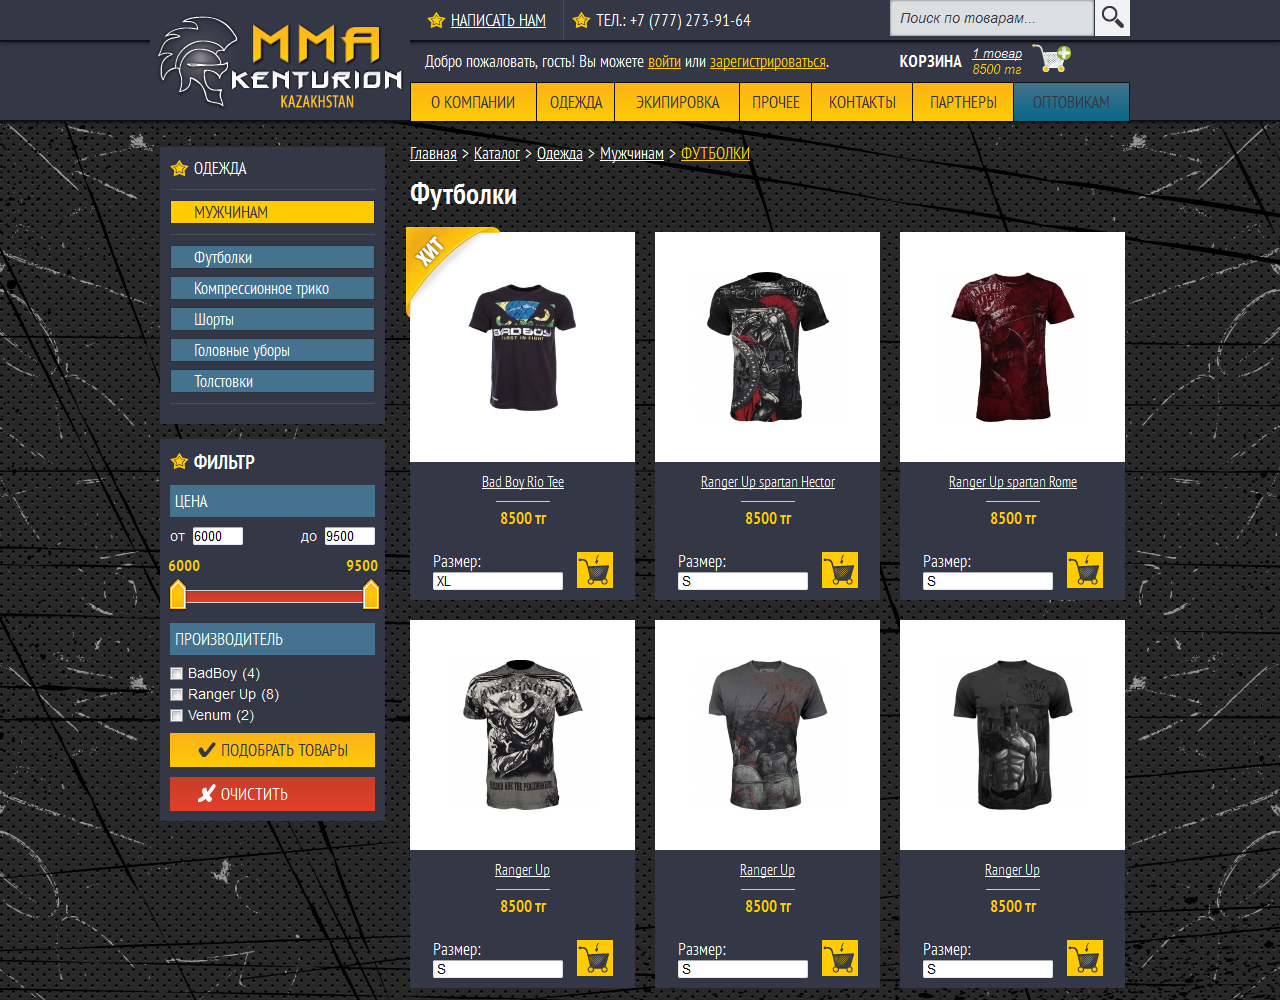 НАПИСАТЬ НАМ
ТЕЛ.: +7 (777) 273-91-64
Поиск по товарам...
MMA
KENTURION
KAZAKHSTAN
Добро пожаловать, гость! Вы можете войти или зарегистрироваться.
КОРЗИНА
1 товар
8500 тг
О КОМПАНИИ
ОДЕЖДА
ЭКИПИРОВКА
ПРОЧЕЕ
КОНТАКТЫ
ПАРТНЕРЫ
ОПТОВИКАМ
ОДЕЖДА
МУЖЧИНАМ
Футболки
Компрессионное трико
Шорты
Головные уборы
Толстовки
ФИЛЬТР
ЦЕНА
от 6000 до 9500
6000 9500
ПРОИЗВОДИТЕЛЬ
BadBoy (4)
Ranger Up (8)
Venum (2)
ПОДОБРАТЬ ТОВАРЫ
ОЧИСТИТЬ
Главная > Каталог > Одежда > Мужчинам > ФУТБОЛКИ
Футболки
ХИТ
BAD BOY
FIRST IN FIGHT
Bad Boy Rio Tee
8500 тг
Размер:
XL
Ranger Up spartan Hector
8500 тг
Размер:
S
Ranger Up spartan Rome
8500 тг
Размер:
S
Ranger Up
8500 тг
Размер:
S
Ranger Up
8500 тг
Размер:
S
Ranger Up
8500 тг
Размер:
S